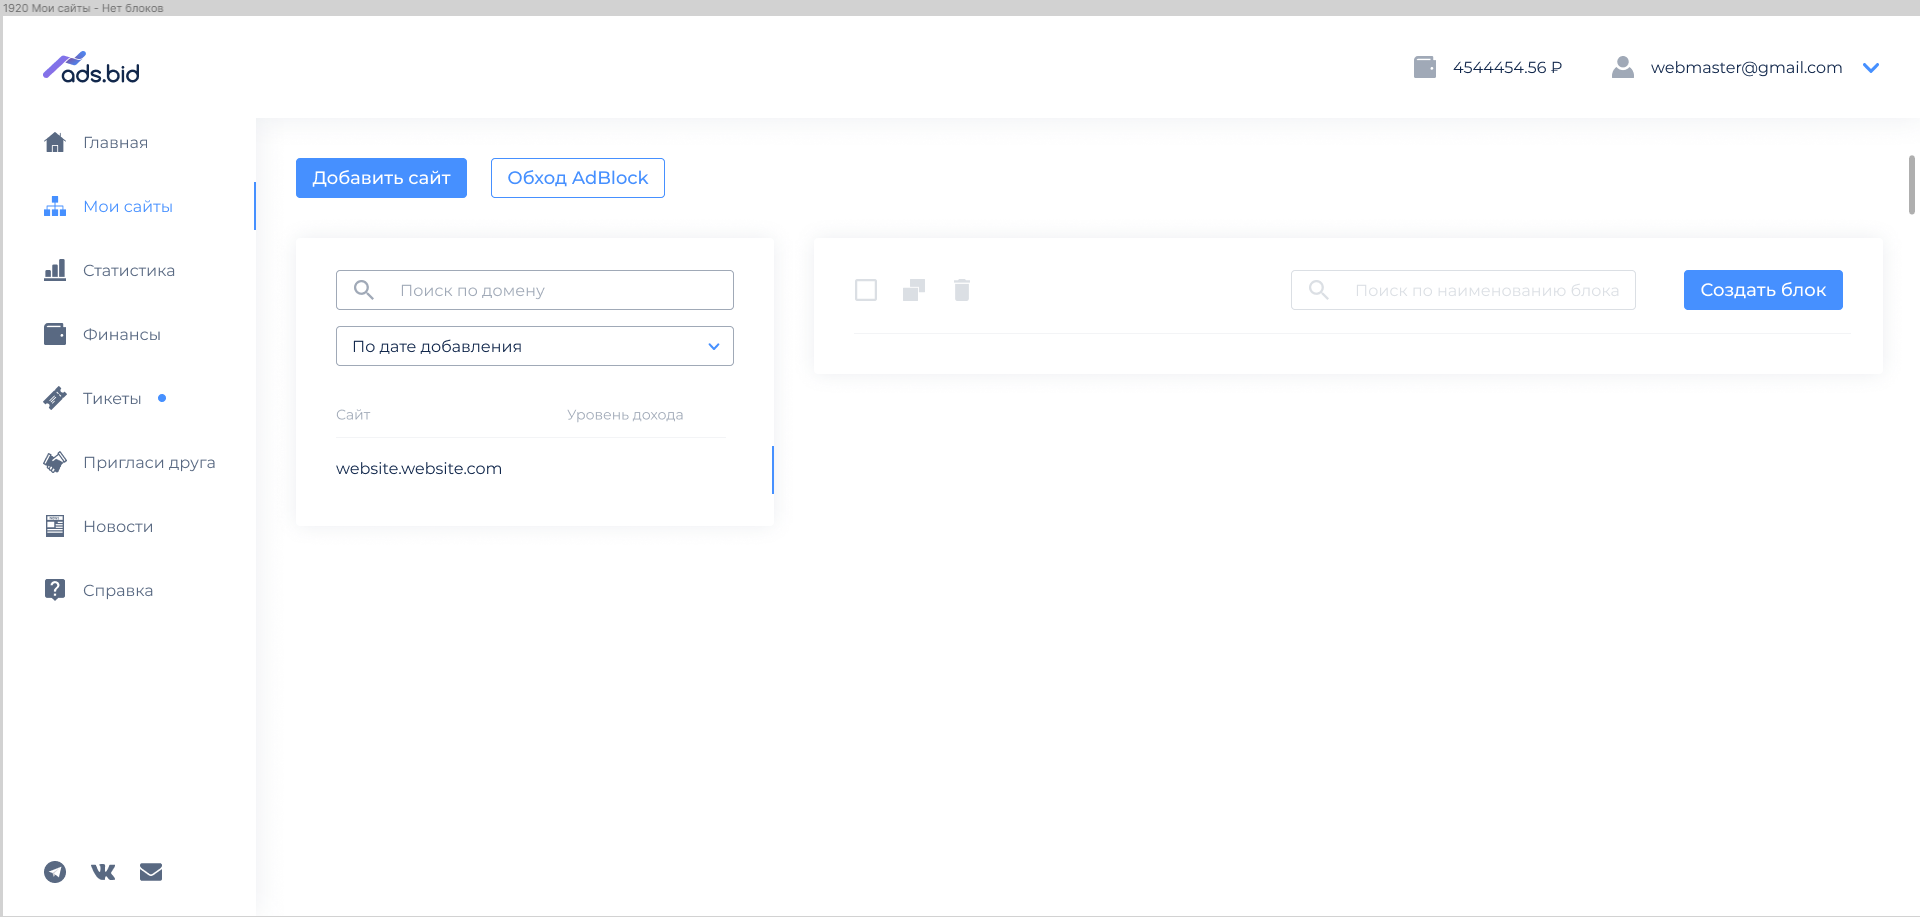 1920 Мои сайты - Нет блоков
ads.bid
4544454.56 ₽
webmaster@gmail.com
Главная
Мои сайты
Статистика
Финансы
Тикеты
Пригласи друга
Новости
Справка
Добавить сайт
Обход AdBlock
Поиск по домену
По дате добавления
Сайт
Уровень дохода
website.website.com
Поиск по наименованию блока
Создать блок